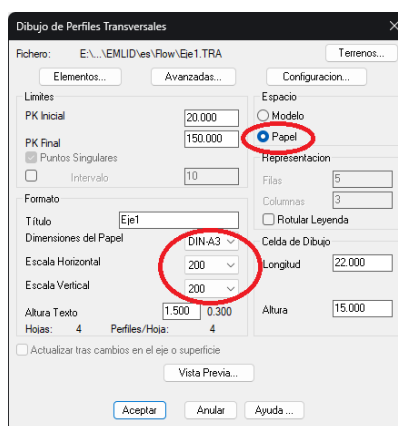 Dibujo de Perfiles Transversales
Fichero: E:\...\EMLID\es\Flow\Eje1.TRA Terrenos...
Elementos... Avanzadas... Configuracion...
Limites
PK Inicial 20.000
PK Final 150.000
Puntos Singulares
Intervalo 10
Espacio
Modelo
Papel
Representacion
Filas 5
Columnas 3
Rotular Leyenda
Formato
Título Eje1
Dimensiones del Papel DIN-A3
Escala Horizontal 200
Escala Vertical 200
Altura Texto 1.500 0.300
Hojas: 4 Perfiles/Hoja: 4
Celda de Dibujo
Longitud 22.000
Altura 15.000
Actualizar tras cambios en el eje o superficie
Vista Previa...
Aceptar Anular Ayuda ...